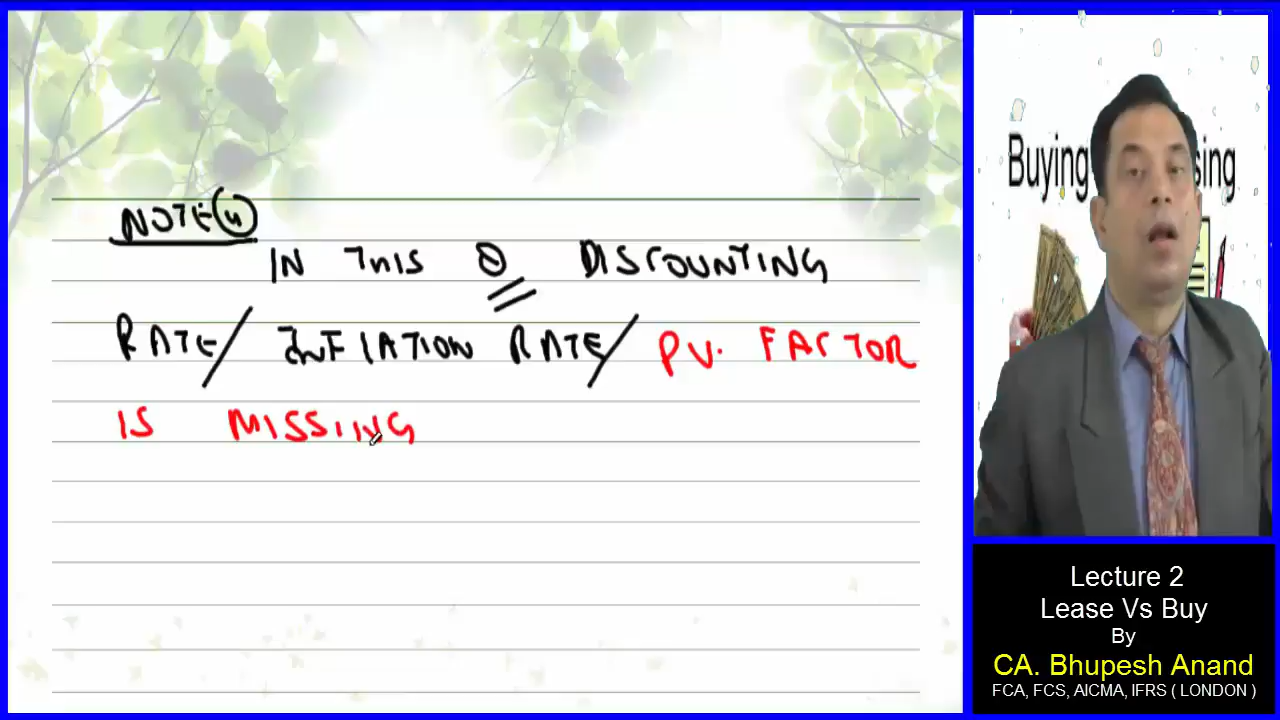 NOTE 4
IN THIS Q DISCOUNTING
RATE/ INFLATION RATE/ P.V. FACTOR
IS MISSING
Buying sing
Lecture 2
Lease Vs Buy
By
CA. Bhupesh Anand
FCA, FCS, AICMA, IFRS ( LONDON )